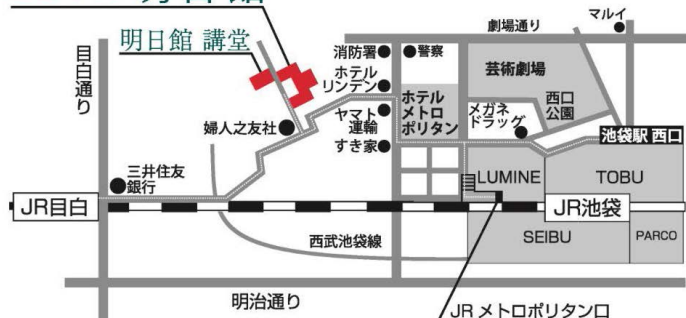 明日館
明日館 講堂
目白通り
劇場通り
マルイ
消防署
警察
ホテル
リンデン
ホテル
メトロ
ポリタン
芸術劇場
西口
公園
メガネ
ドラッグ
ヤマト
運輸
すき家
婦人之友社
池袋駅 西口
三井住友
銀行
LUMINE
TOBU
JR目白
JR池袋
西武池袋線
SEIBU
PARCO
明治通り
JR メトロポリタン口